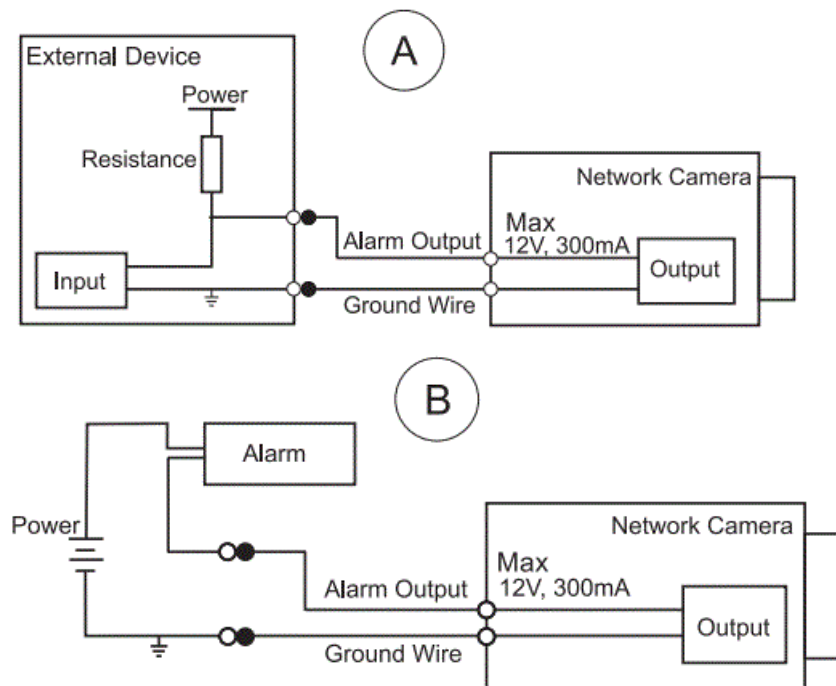 A
External Device
Power
Resistance
Network Camera
Max
12V, 300mA
Alarm Output
Output
Input
Ground Wire
B
Alarm
Power
Network Camera
Max
12V, 300mA
Alarm Output
Output
Ground Wire